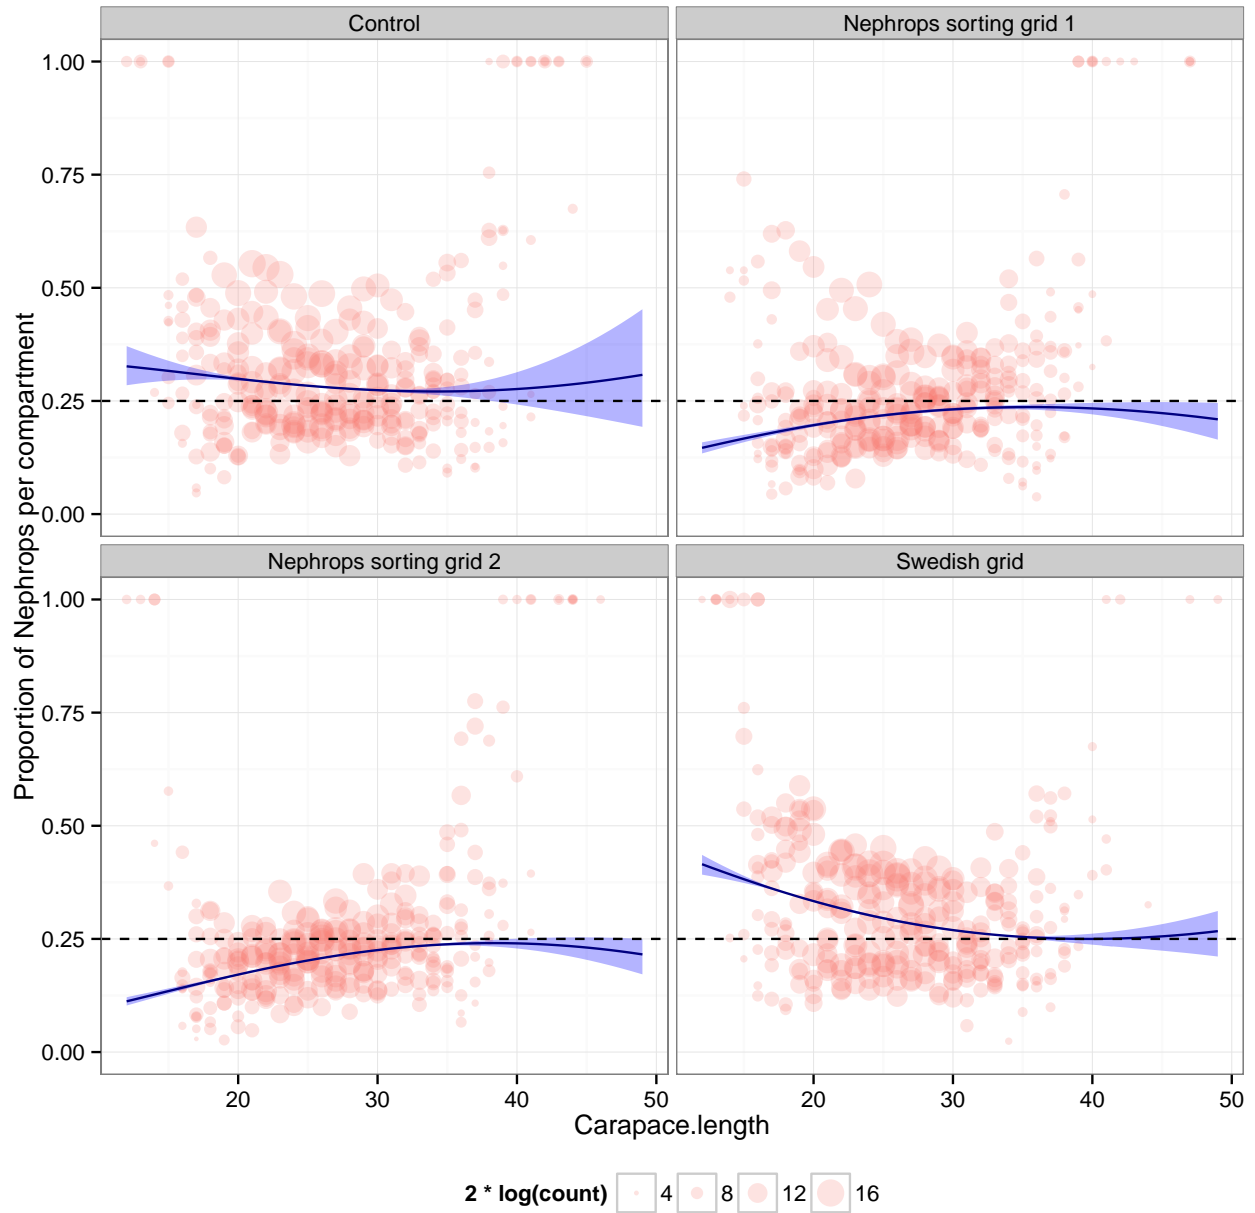 Control
Nephrops sorting grid 1
1.00
0.75
0.50
0.25
0.00
Nephrops sorting grid 2
Swedish grid
1.00
0.75
0.50
0.25
0.00
Proportion of Nephrops per compartment
20 30 40 50
20 30 40 50
Carapace.length
2 * log(count) 4 8 12 16